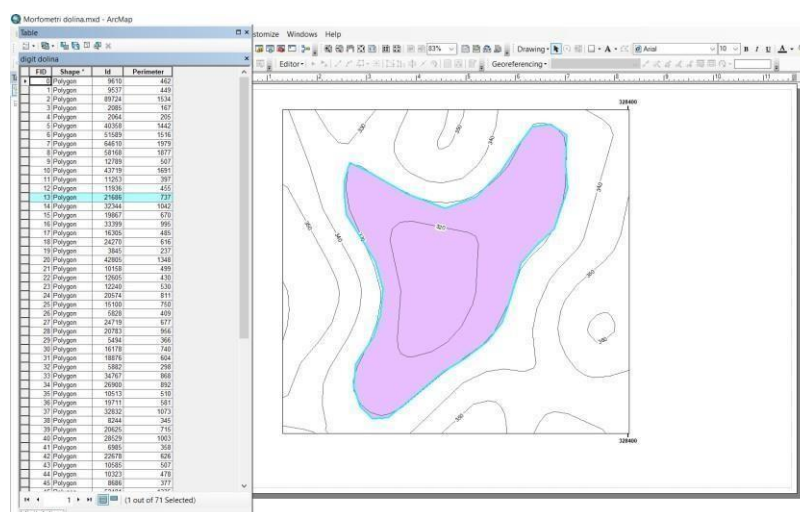 Morfometri dolina.mxd - ArcMap
Table
stomize Windows Help
83%
Drawing
Arial
10
B I U A
digit dolina
Editor
Georeferencing
FID Shape * Id Perimeter
0 Polygon 9610 462
1 Polygon 9537 449
2 Polygon 89724 1534
3 Polygon 2085 167
4 Polygon 2064 205
5 Polygon 40358 1442
6 Polygon 51589 1516
7 Polygon 64610 1979
8 Polygon 58168 1877
9 Polygon 12789 507
10 Polygon 43719 1691
11 Polygon 11253 397
12 Polygon 11936 455
13 Polygon 21686 737
14 Polygon 32344 1042
15 Polygon 19867 670
16 Polygon 33399 995
17 Polygon 16305 485
18 Polygon 24270 616
19 Polygon 3845 237
20 Polygon 42805 1348
21 Polygon 10158 499
22 Polygon 12605 430
23 Polygon 12240 530
24 Polygon 20574 811
25 Polygon 15100 750
26 Polygon 5828 409
27 Polygon 24719 677
28 Polygon 20783 956
29 Polygon 5494 366
30 Polygon 16178 740
31 Polygon 18876 604
32 Polygon 5882 298
33 Polygon 34767 868
34 Polygon 26900 892
35 Polygon 10513 510
36 Polygon 19711 581
37 Polygon 32832 1073
38 Polygon 8244 345
39 Polygon 20625 715
40 Polygon 28529 1003
41 Polygon 6985 358
42 Polygon 22678 626
43 Polygon 10585 507
44 Polygon 10323 478
45 Polygon 8686 377
1
(1 out of 71 Selected)
328400
320
340
328400